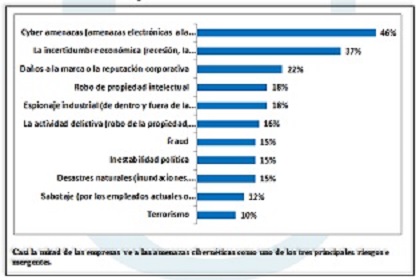 Cyber amenazas (amenazas electrónicas a la... 46%
La incertidumbre económica (recesión, la... 37%
Daños a la marca o la reputación corporativa 22%
Robo de propiedad intelectual 18%
Espionaje industrial (de dentro y fuera de la... 18%
La actividad delictiva (robo de la propiedad,... 16%
Fraud 15%
Inestabilidad política 15%
Desastres naturales (inundaciones,... 15%
Sabotaje (por los empleados actuales o... 12%
Terrorismo 10%
Casi la mitad de las empresas ve a las amenazas cibernéticas como uno de los tres principales riesgos e
mergentes.